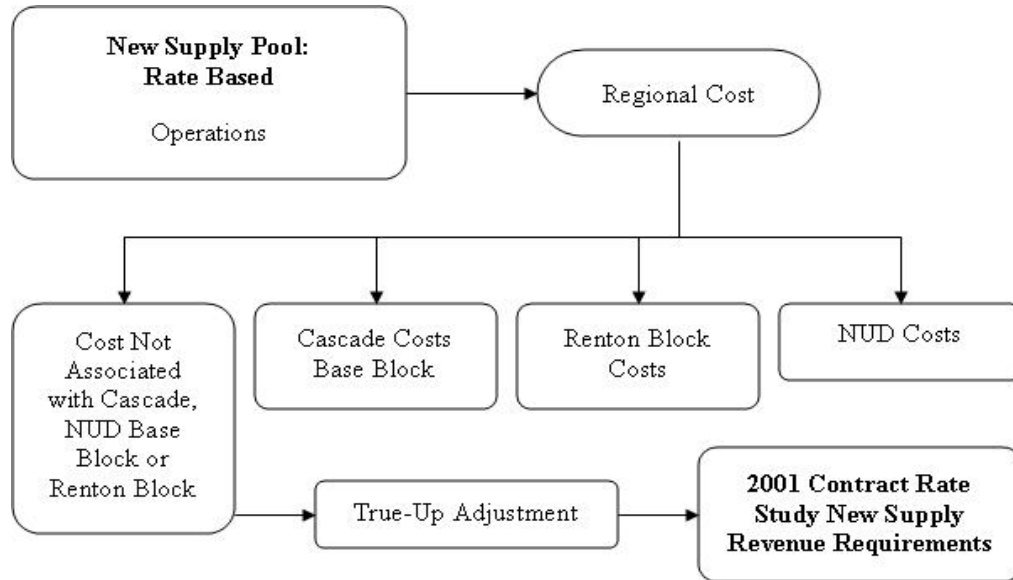 New Supply Pool:
Rate Based
Operations
Regional Cost
Cost Not
Associated
with Cascade,
NUD Base
Block or
Renton Block
Cascade Costs
Base Block
Renton Block
Costs
NUD Costs
True-Up Adjustment
2001 Contract Rate
Study New Supply
Revenue Requirements